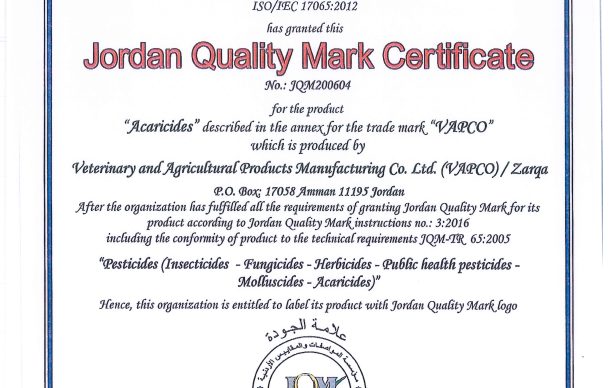 ISO/IEC 17065:2012
has granted this
Jordan Quality Mark Certificate
No.: JQM200604
for the product
“Acaricides” described in the annex for the trade mark “VAPCO”
which is produced by
Veterinary and Agricultural Products Manufacturing Co. Ltd. (VAPCO) / Zarqa
P.O. Box; 17058 Amman 11195 Jordan
After the organization has fulfilled all the requirements of granting Jordan Quality Mark for its
product according to Jordan Quality Mark instructions no.: 3:2016
including the conformity of product to the technical requirements JQM-TR 65:2005
“Pesticides (Insecticides - Fungicides - Herbicides - Public health pesticides -
Molluscides - Acaricides)”
Hence, this organization is entitled to label its product with Jordan Quality Mark logo
علامة الجودة
مؤسسة المواصفات والمقاييس الأردنية
JQM